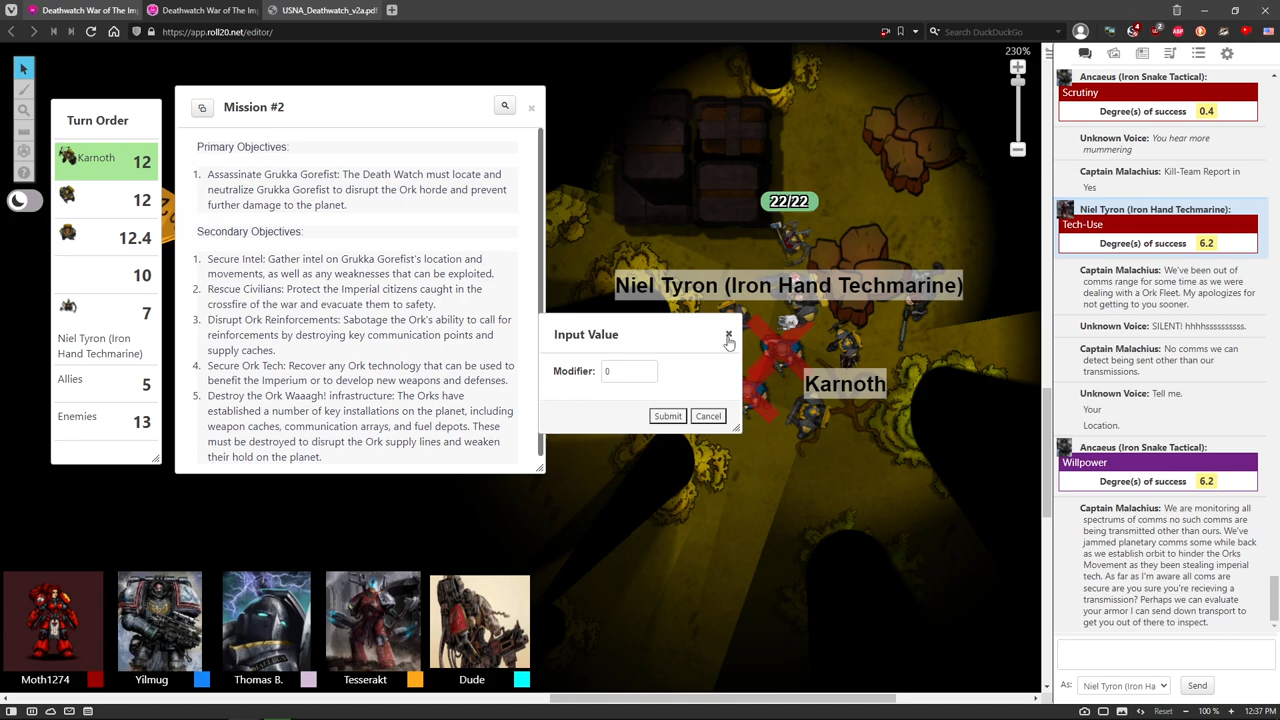 Deathwatch War of The Im
Deathwatch War of The Im
USNA_Deathwatch_v2a.pdf
https://app.roll20.net/editor/
Search DuckDuckGo
Turn Order
Karnoth 12
12
12.4
10
7
Niel Tyron (Iron
Hand Techmarine)
Allies 5
Enemies 13
Mission #2
Primary Objectives:
1. Assassinate Grukka Gorefist: The Death Watch must locate and
neutralize Grukka Gorefist to disrupt the Ork horde and prevent
further damage to the planet.
Secondary Objectives:
1. Secure Intel: Gather intel on Grukka Gorefist's location and
movements, as well as any weaknesses that can be exploited.
2. Rescue Civilians: Protect the Imperial citizens caught in the
crossfire of the war and evacuate them to safety.
3. Disrupt Ork Reinforcements: Sabotage the Ork's ability to call for
reinforcements by destroying key communication points and
supply caches.
4. Secure Ork Tech: Recover any Ork technology that can be used to
benefit the Imperium or to develop new weapons and defenses.
5. Destroy the Ork Waaagh! infrastructure: The Orks have
established a number of key installations on the planet, including
weapon caches, communication arrays, and fuel depots. These
must be destroyed to disrupt the Ork supply lines and weaken
their hold on the planet.
230%
22/22
Niel Tyron (Iron Hand Techmarine)
Karnoth
Input Value
Modifier: 0
Submit Cancel
Moth1274
Yilmug
Thomas B.
Tesserakt
Dude
Ancaeus (Iron Snake Tactical):
Scrutiny
Degree(s) of success 0.4
Unknown Voice: You hear more
mummering
Captain Malachius: Kill-Team Report in
Yes
Niel Tyron (Iron Hand Techmarine):
Tech-Use
Degree(s) of success 6.2
Captain Malachius: We've been out of
comms range for some time as we were
dealing with a Ork Fleet. My apologizes for
not getting to you sooner.
Unknown Voice: SILENT! hhhhsssssssss.
Captain Malachius: No comms we can
detect being sent other than our
transmissions.
Unknown Voice: Tell me.
Your
Location.
Ancaeus (Iron Snake Tactical):
Willpower
Degree(s) of success 6.2
Captain Malachius: We are monitoring all
spectrums of comms no such coms are
being transmitted other than ours. We've
jammed planetary comms some while back
as we establish orbit to hinder the Orks
Movement as they been stealing imperial
tech. As far as I'm aware all coms are
secure are you sure you're recieving a
transmission? Perhaps we can evaluate
your armor I can send down transport to
get you out of there to inspect.
As: Niel Tyron (Iron Ha
Send
Reset
100 %
12:37 PM